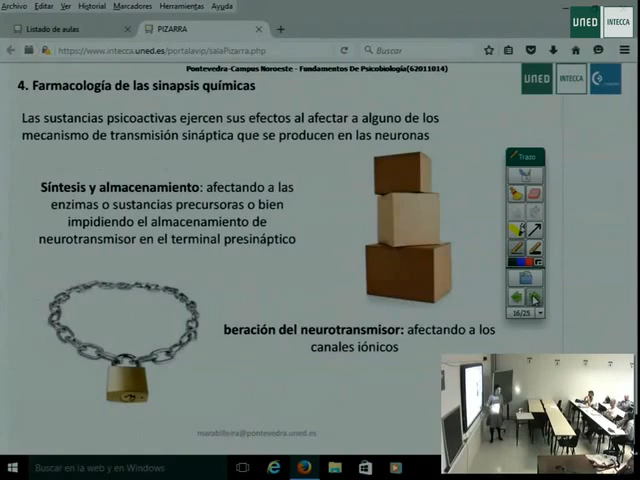 Archivo Editar Ver Historial Marcadores Herramientas Ayuda
Listado de aulas
PIZARRA
https://www.intecca.uned.es/portalavip/salaPizarra.php
Buscar
UNED
INTECCA
Pontevedra-Campus Noroeste - Fundamentos De Psicobiología(62011014)
UNED
INTECCA
4. Farmacología de las sinapsis químicas
Las sustancias psicoactivas ejercen sus efectos al afectar a alguno de los
mecanismo de transmisión sináptica que se producen en las neuronas
Trazo
Síntesis y almacenamiento: afectando a las
enzimas o sustancias precursoras o bien
impidiendo el almacenamiento de
neurotransmisor en el terminal presináptico
16/25
beración del neurotransmisor: afectando a los
canales iónicos
marabilleira@pontevedra.uned.es
Buscar en la web y en Windows